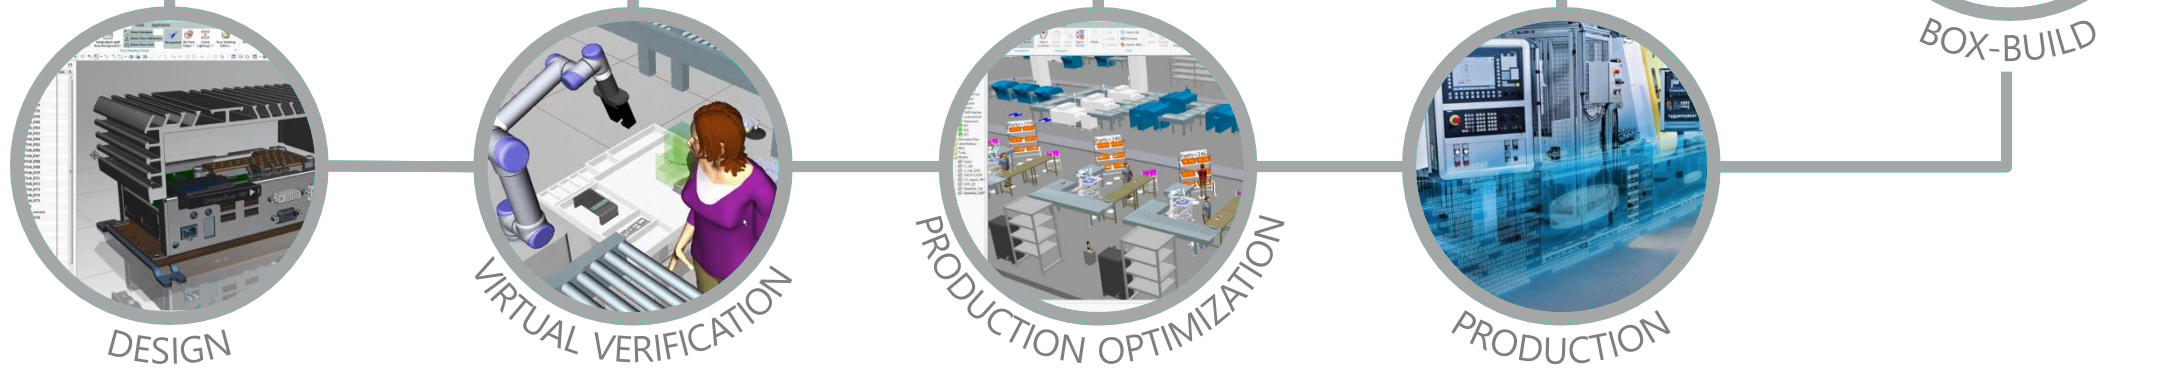 BOX-BUILD
DESIGN
VIRTUAL VERIFICATION
PRODUCTION OPTIMIZATION
PRODUCTION